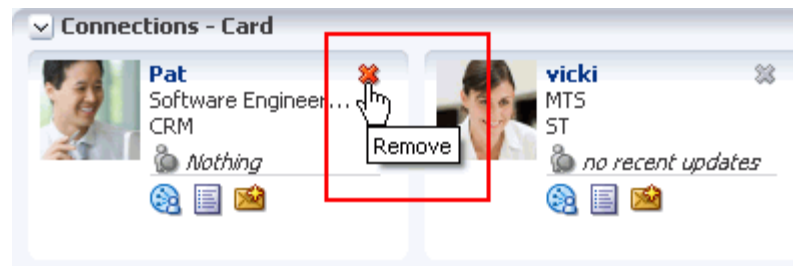 Connections - Card
Pat
Software Engineer...
CRM
Nothing
Remove
vicki
MTS
ST
no recent updates